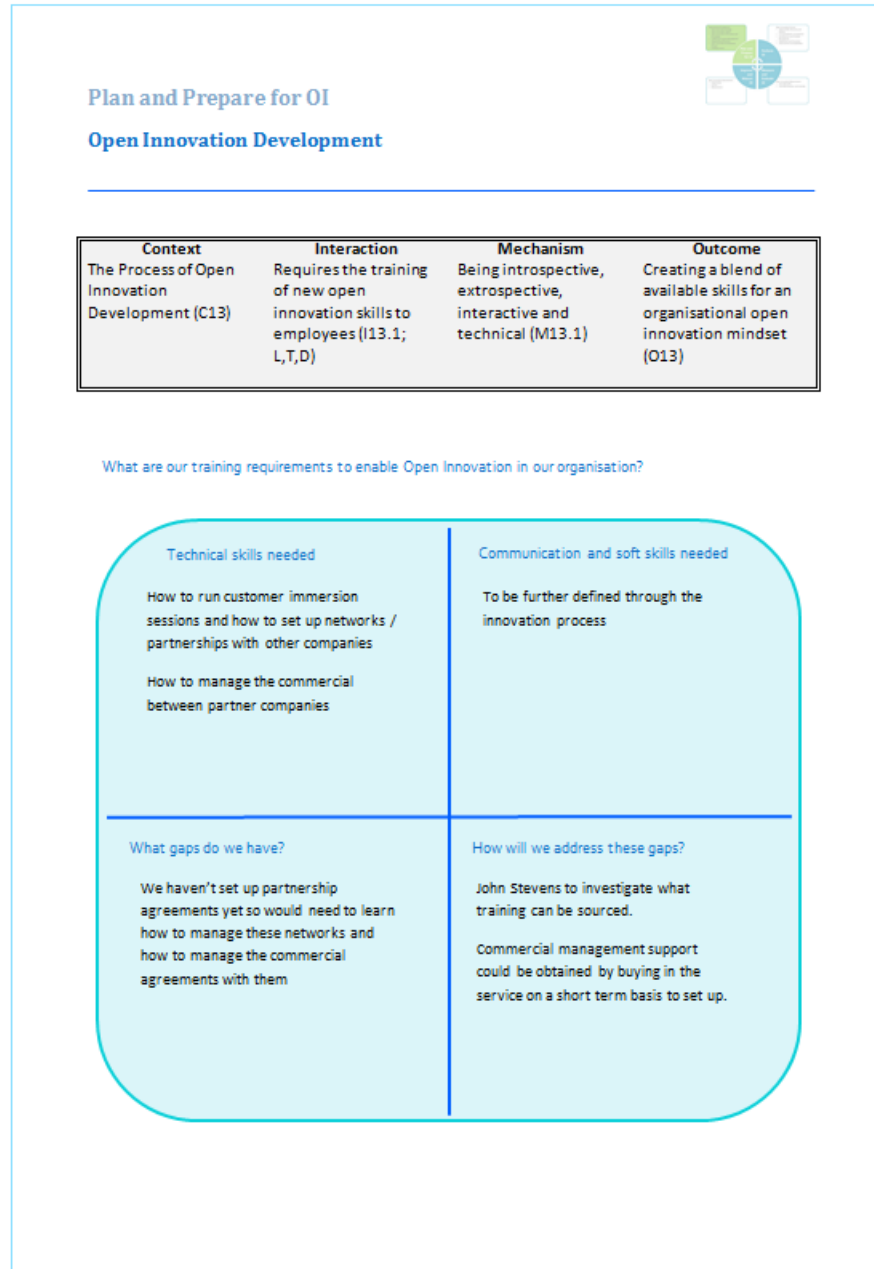 Plan and Prepare for OI
Open Innovation Development
Context
The Process of Open
Innovation
Development (C13)
Interaction
Requires the training
of new open
innovation skills to
employees (I13.1;
L,T,D)
Mechanism
Being introspective,
extrospective,
interactive and
technical (M13.1)
Outcome
Creating a blend of
available skills for an
organisational open
innovation mindset
(O13)
What are our training requirements to enable Open Innovation in our organisation?
Technical skills needed
How to run customer immersion
sessions and how to set up networks /
partnerships with other companies
How to manage the commercial
between partner companies
Communication and soft skills needed
To be further defined through the
innovation process
What gaps do we have?
We haven't set up partnership
agreements yet so would need to learn
how to manage these networks and
how to manage the commercial
agreements with them
How will we address these gaps?
John Stevens to investigate what
training can be sourced.
Commercial management support
could be obtained by buying in the
service on a short term basis to set up.